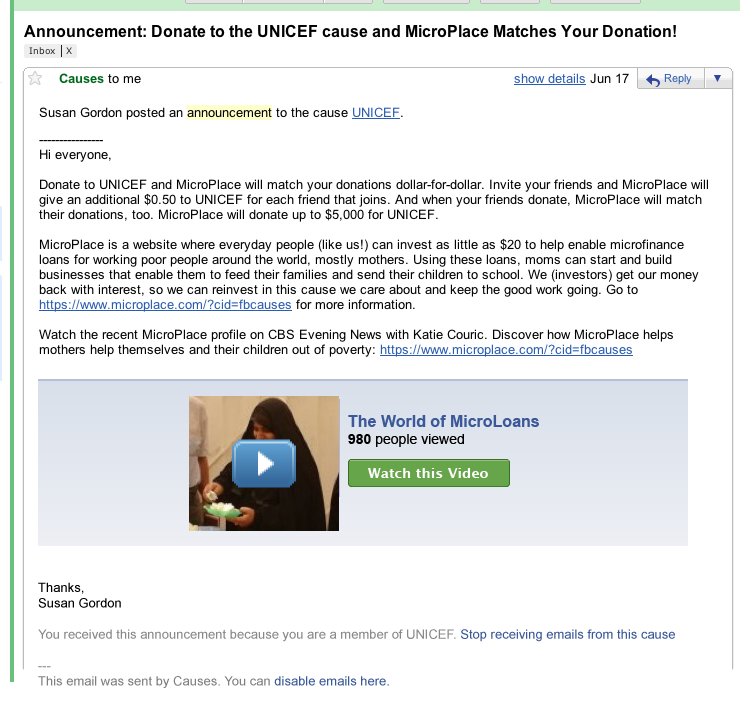 Announcement: Donate to the UNICEF cause and MicroPlace Matches Your Donation!
Inbox | X
Causes to me show details Jun 17 Reply
Susan Gordon posted an announcement to the cause UNICEF.
----------------
Hi everyone,
Donate to UNICEF and MicroPlace will match your donations dollar-for-dollar. Invite your friends and MicroPlace will
give an additional $0.50 to UNICEF for each friend that joins. And when your friends donate, MicroPlace will match
their donations, too. MicroPlace will donate up to $5,000 for UNICEF.
MicroPlace is a website where everyday people (like us!) can invest as little as $20 to help enable microfinance
loans for working poor people around the world, mostly mothers. Using these loans, moms can start and build
businesses that enable them to feed their families and send their children to school. We (investors) get our money
back with interest, so we can reinvest in this cause we care about and keep the good work going. Go to
https://www.microplace.com/?cid=fbcauses for more information.
Watch the recent MicroPlace profile on CBS Evening News with Katie Couric. Discover how MicroPlace helps
mothers help themselves and their children out of poverty: https://www.microplace.com/?cid=fbcauses
The World of MicroLoans
980 people viewed
Watch this Video
Thanks,
Susan Gordon
You received this announcement because you are a member of UNICEF. Stop receiving emails from this cause
---
This email was sent by Causes. You can disable emails here.